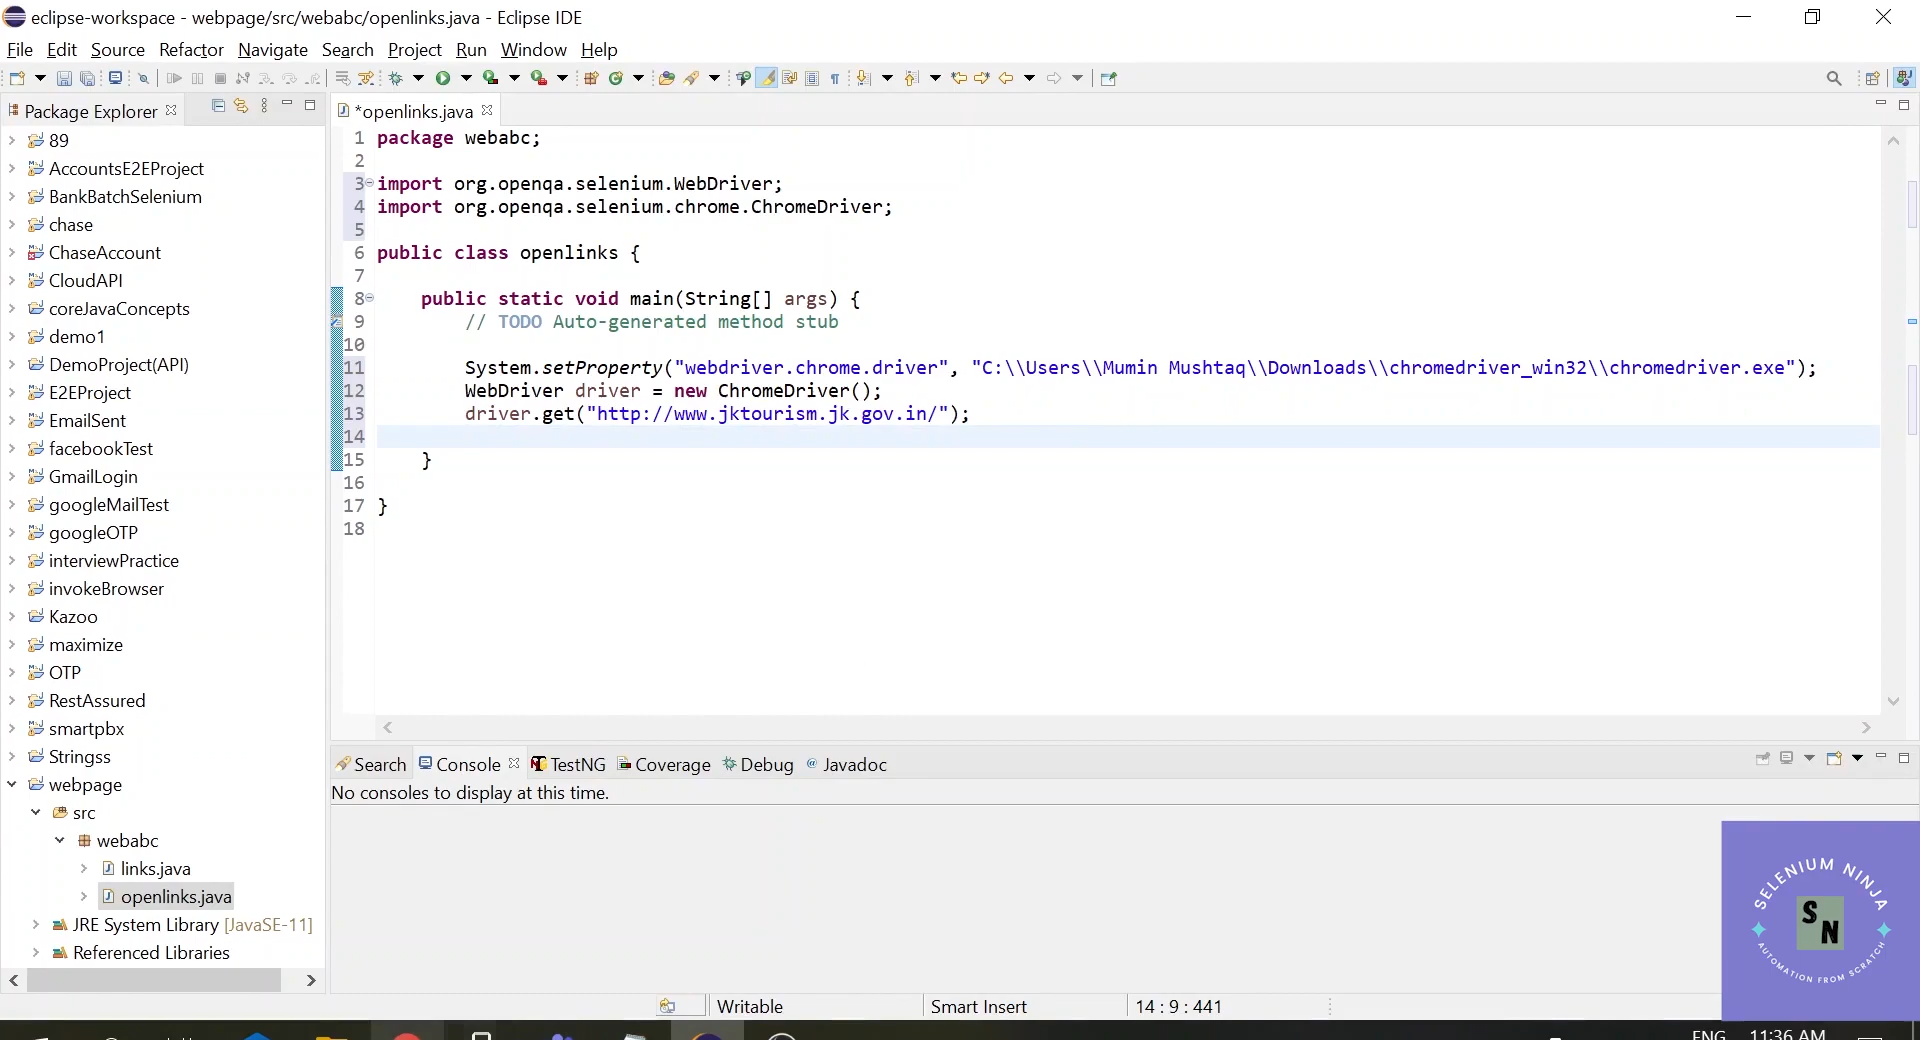 eclipse-workspace - webpage/src/webabc/openlinks.java - Eclipse IDE
File Edit Source Refactor Navigate Search Project Run Window Help
Package Explorer
89
AccountsE2EProject
BankBatchSelenium
chase
ChaseAccount
CloudAPI
coreJavaConcepts
demo1
DemoProject(API)
E2EProject
EmailSent
facebookTest
GmailLogin
googleMailTest
googleOTP
interviewPractice
invokeBrowser
Kazoo
maximize
OTP
RestAssured
smartpbx
Stringss
webpage
src
webabc
links.java
openlinks.java
JRE System Library [JavaSE-11]
Referenced Libraries
*openlinks.java
1 package webabc;
2
3 import org.openqa.selenium.WebDriver;
4 import org.openqa.selenium.chrome.ChromeDriver;
5
6 public class openlinks {
7
8 public static void main(String[] args) {
9 // TODO Auto-generated method stub
10
11 System.setProperty("webdriver.chrome.driver", "C:\\Users\\Mumin Mushtaq\\Downloads\\chromedriver_win32\\chromedriver.exe");
12 WebDriver driver = new ChromeDriver();
13 driver.get("http://www.jktourism.jk.gov.in/");
14
15 }
16
17 }
18
Search Console TestNG Coverage Debug @ Javadoc
No consoles to display at this time.
SELENIUM NINJA
S
N
AUTOMATION FROM SCRATCH
Writable Smart Insert 14 : 9 : 441
ENG 11:36 AM